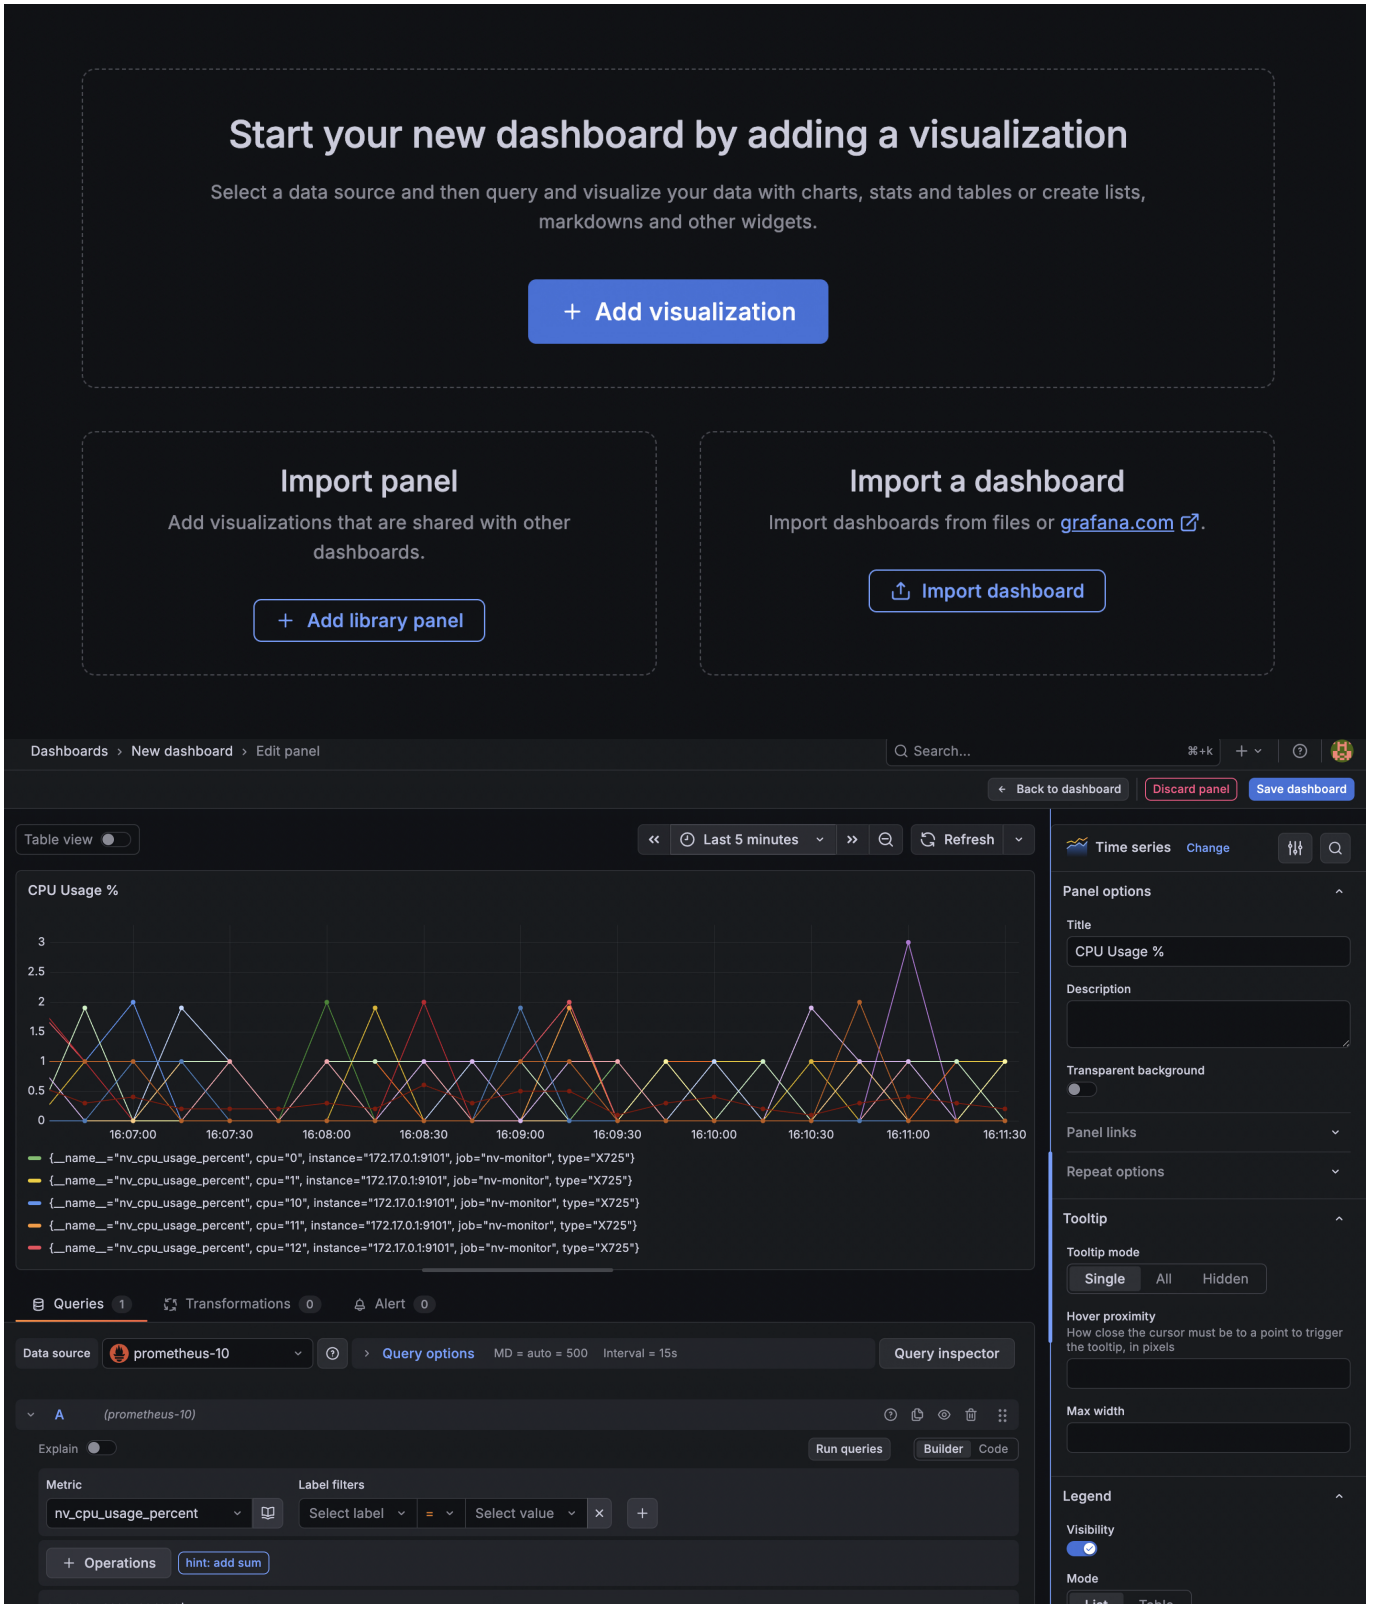 Start your new dashboard by adding a visualization
Select a data source and then query and visualize your data with charts, stats and tables or create lists,
markdowns and other widgets.
+ Add visualization
Import panel
Add visualizations that are shared with other
dashboards.
+ Add library panel
Import a dashboard
Import dashboards from files or grafana.com.
Import dashboard
Dashboards > New dashboard > Edit panel
Search... ⌘+k
Back to dashboard
Discard panel
Save dashboard
Table view
Last 5 minutes
Refresh
CPU Usage %
3
2.5
2
1.5
1
0.5
0
16:07:00 16:07:30 16:08:00 16:08:30 16:09:00 16:09:30 16:10:00 16:10:30 16:11:00 16:11:30
{__name__="nv_cpu_usage_percent", cpu="0", instance="172.17.0.1:9101", job="nv-monitor", type="X725"}
{__name__="nv_cpu_usage_percent", cpu="1", instance="172.17.0.1:9101", job="nv-monitor", type="X725"}
{__name__="nv_cpu_usage_percent", cpu="10", instance="172.17.0.1:9101", job="nv-monitor", type="X725"}
{__name__="nv_cpu_usage_percent", cpu="11", instance="172.17.0.1:9101", job="nv-monitor", type="X725"}
{__name__="nv_cpu_usage_percent", cpu="12", instance="172.17.0.1:9101", job="nv-monitor", type="X725"}
Queries 1 Transformations 0 Alert 0
Data source prometheus-10 > Query options MD = auto = 500 Interval = 15s Query inspector
A (prometheus-10)
Explain Run queries Builder Code
Metric Label filters
nv_cpu_usage_percent Select label = Select value × +
+ Operations hint: add sum
Time series Change
Panel options
Title
CPU Usage %
Description
Transparent background
Panel links
Repeat options
Tooltip
Tooltip mode
Single All Hidden
Hover proximity
How close the cursor must be to a point to trigger
the tooltip, in pixels
Max width
Legend
Visibility
Mode
List Table